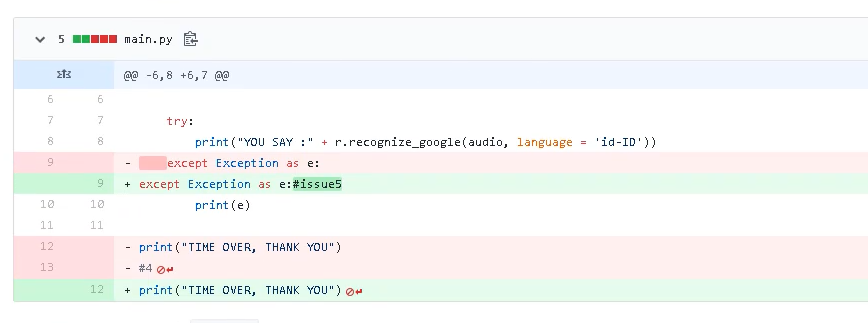 5 main.py
@@ -6,8 +6,7 @@
6 6
7 7 try:
8 8 print("YOU SAY :" + r.recognize_google(audio, language = 'id-ID'))
9 - except Exception as e:
9 + except Exception as e:#issue5
10 10 print(e)
11 11
12 - print("TIME OVER, THANK YOU")
13 - #4
12 + print("TIME OVER, THANK YOU")